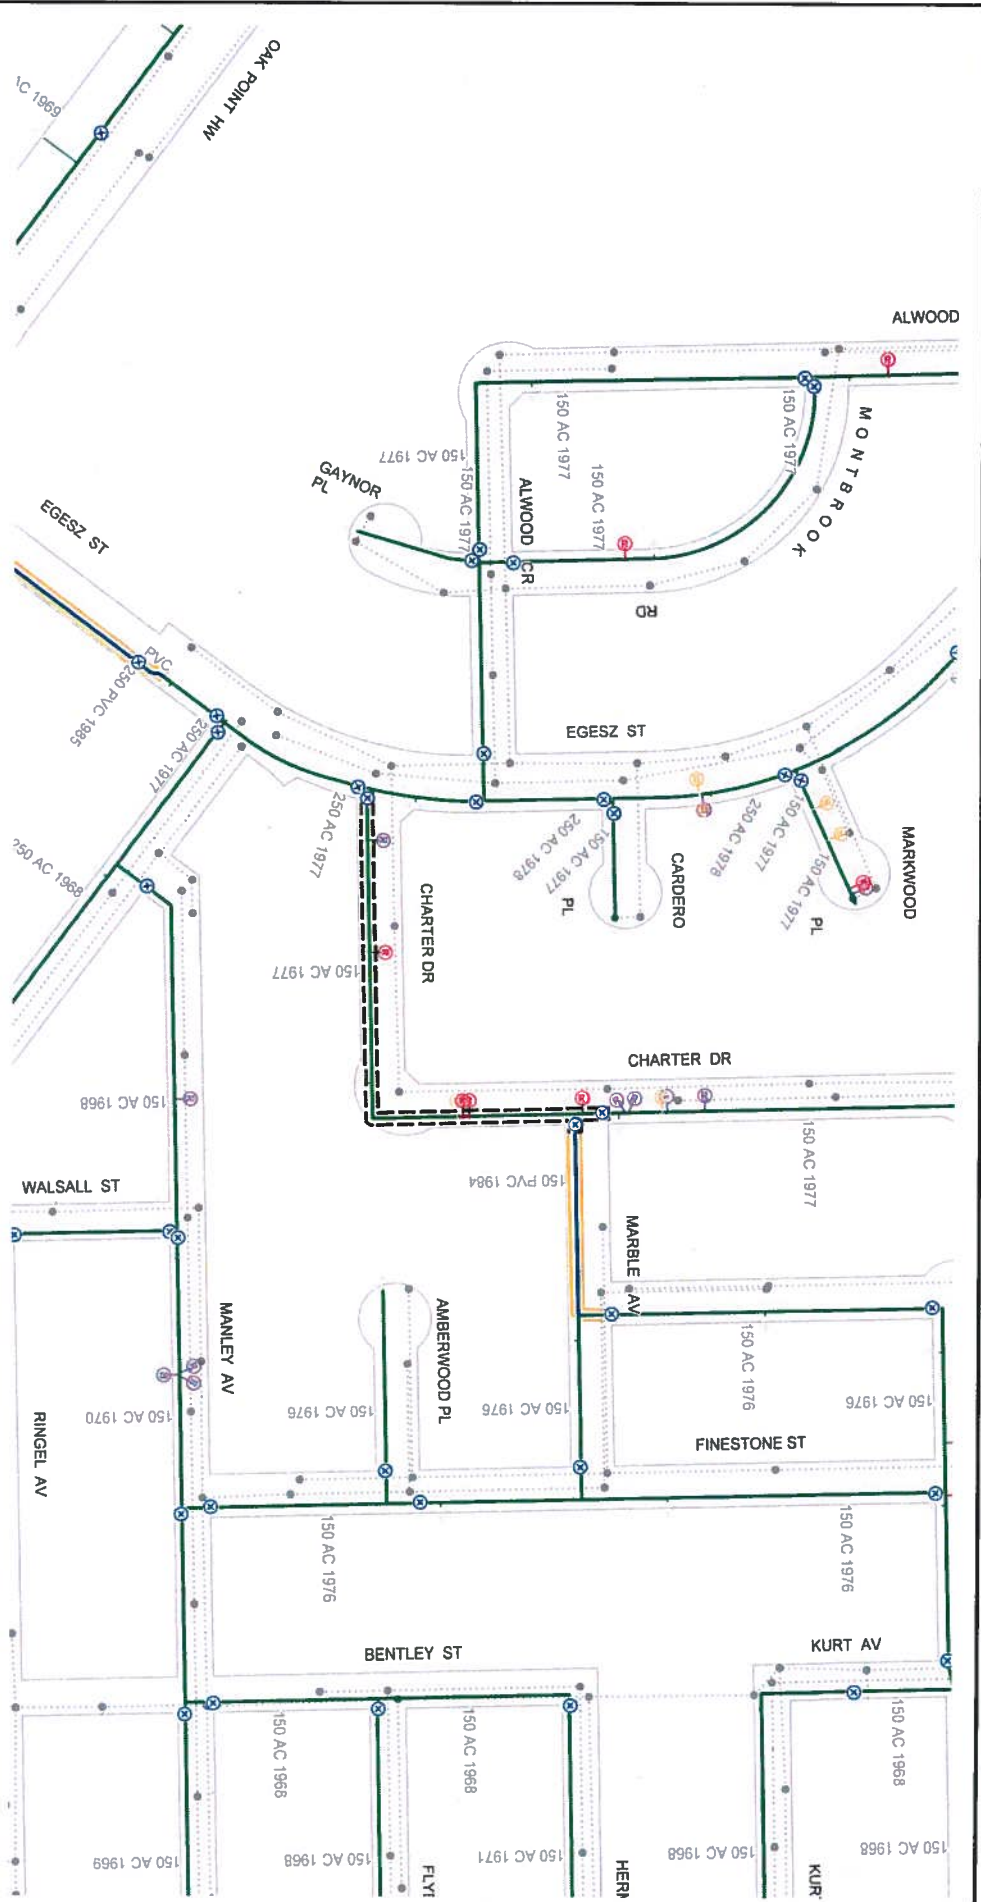 OAK POINT HW
AC 1969
ALWOOD
MONTBROOK
150 AC 1977
150 AC 1977
150 AC 1977
150 AC 1977
150 AC 1977
GAYNOR
PL
ALWOOD CR
RD
EGESZ ST
PVC
250 PVC 1985
250 AC 1977
EGESZ ST
250 AC 1977
250 AC 1978
150 AC 1977
250 AC 1978
150 AC 1977
150 AC 1977
MARKWOOD
PL
CARDERO
PL
250 AC 1968
CHARTER DR
150 AC 1977
CHARTER DR
150 AC 1968
150 AC 1977
WALSALL ST
150 PVC 1984
MARBLE AV
MANLEY AV
AMBERWOOD PL
150 AC 1976
150 AC 1970
150 AC 1976
150 AC 1976
150 AC 1976
RINGEL AV
FINESTONE ST
150 AC 1976
150 AC 1976
BENTLEY ST
KURT AV
150 AC 1968
150 AC 1968
150 AC 1968
150 AC 1969
150 AC 1968
150 AC 1971
150 AC 1968
150 AC 1968
FLYE
HERM
KUR